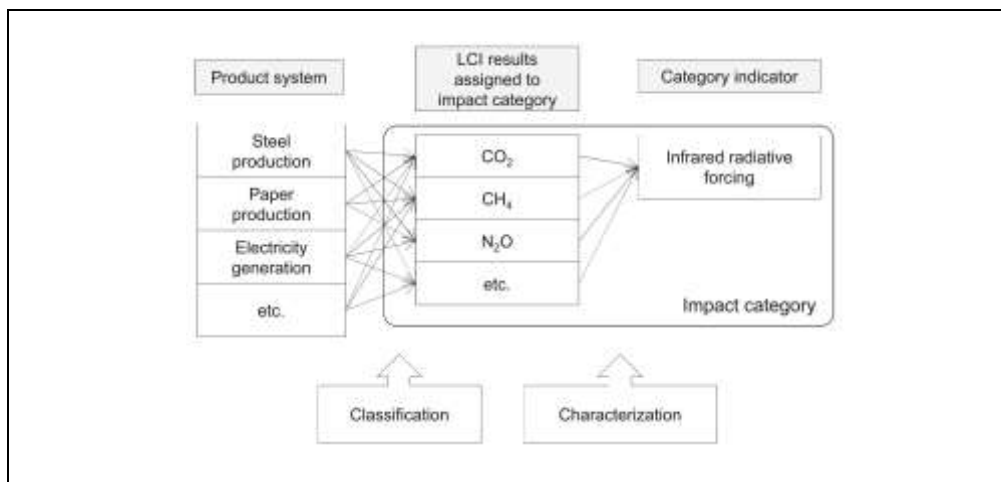 Product system
LCI results
assigned to
impact category
Category indicator
Steel
production
Paper
production
Electricity
generation
etc.
CO₂
CH₄
N₂O
etc.
Infrared radiative
forcing
Impact category
Classification
Characterization